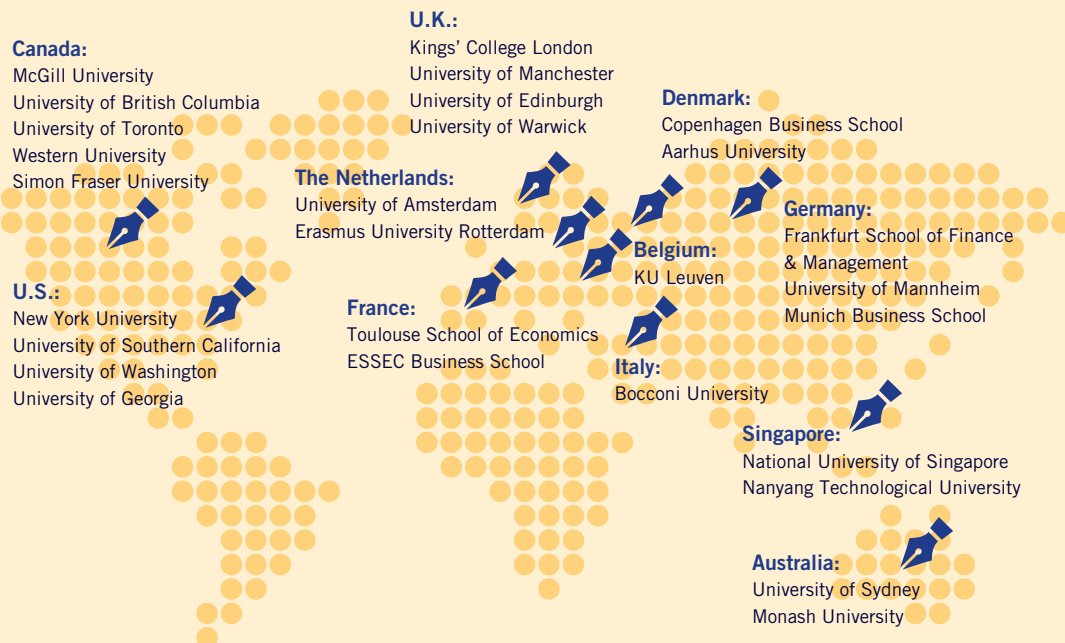 Canada:
McGill University
University of British Columbia
University of Toronto
Western University
Simon Fraser University
U.S.:
New York University
University of Southern California
University of Washington
University of Georgia
U.K.:
Kings’ College London
University of Manchester
University of Edinburgh
University of Warwick
The Netherlands:
University of Amsterdam
Erasmus University Rotterdam
France:
Toulouse School of Economics
ESSEC Business School
Denmark:
Copenhagen Business School
Aarhus University
Belgium:
KU Leuven
Germany:
Frankfurt School of Finance
& Management
University of Mannheim
Munich Business School
Italy:
Bocconi University
Singapore:
National University of Singapore
Nanyang Technological University
Australia:
University of Sydney
Monash University